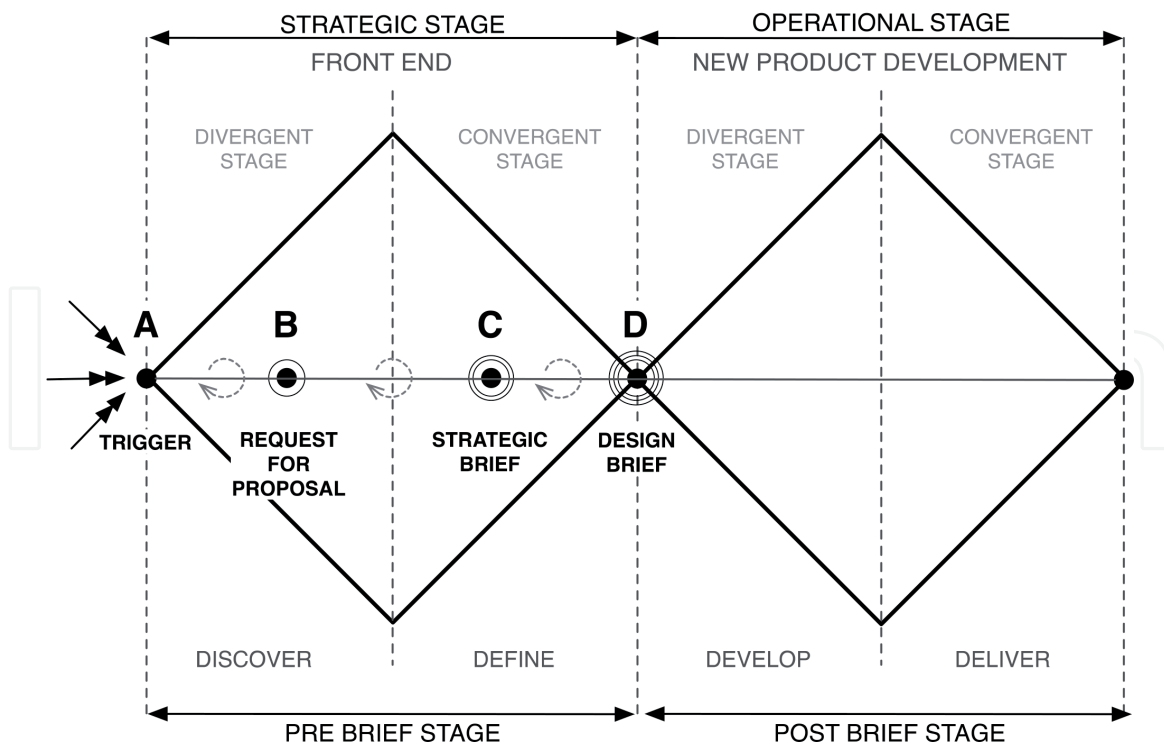 STRATEGIC STAGE
OPERATIONAL STAGE
FRONT END
NEW PRODUCT DEVELOPMENT
DIVERGENT
STAGE
CONVERGENT
STAGE
DIVERGENT
STAGE
CONVERGENT
STAGE
A
B
C
D
TRIGGER
REQUEST
FOR
PROPOSAL
STRATEGIC
BRIEF
DESIGN
BRIEF
DISCOVER
DEFINE
DEVELOP
DELIVER
PRE BRIEF STAGE
POST BRIEF STAGE